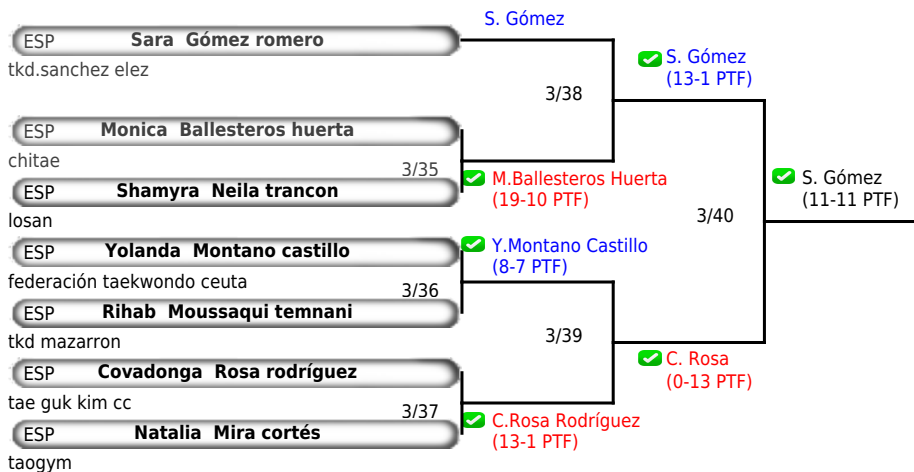 S. Gómez
ESP Sara Gómez romero
tkd.sanchez elez
S. Gómez
(13-1 PTF)
3/38
ESP Monica Ballesteros huerta
chitae
3/35
M.Ballesteros Huerta
(19-10 PTF)
ESP Shamyra Neila trancon
losan
S. Gómez
(11-11 PTF)
3/40
ESP Yolanda Montano castillo
federación taekwondo ceuta
Y.Montano Castillo
(8-7 PTF)
3/36
ESP Rihab Moussaqui temnani
tkd mazarron
3/39
C. Rosa
(0-13 PTF)
ESP Covadonga Rosa rodríguez
tae guk kim cc
3/37
C.Rosa Rodríguez
(13-1 PTF)
ESP Natalia Mira cortés
taogym